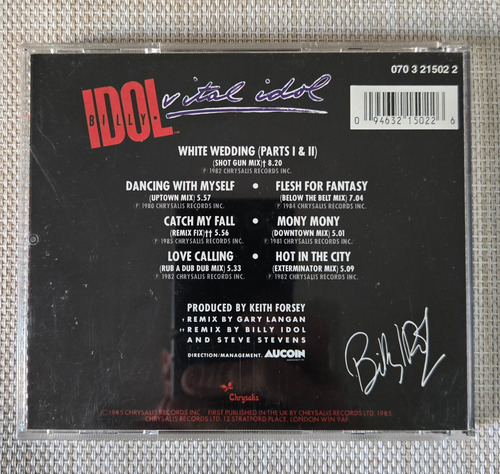 070 3 21502 2
IDOL
BILLY
vital idol
0 94632 15022 6
WHITE WEDDING (PARTS I & II)
(SHOT GUN MIX)† 8.20
℗ 1982 CHRYSALIS RECORDS INC.
DANCING WITH MYSELF • FLESH FOR FANTASY
(UPTOWN MIX) 5.57 (BELOW THE BELT MIX) 7.04
℗ 1980 CHRYSALIS RECORDS INC. ℗ 1984 CHRYSALIS RECORDS INC.
CATCH MY FALL • MONY MONY
(REMIX FIX)†† 5.56 (DOWNTOWN MIX) 5.01
℗ 1985 CHRYSALIS RECORDS INC. ℗ 1981 CHRYSALIS RECORDS INC.
LOVE CALLING • HOT IN THE CITY
(RUB A DUB DUB MIX) 5.33 (EXTERMINATOR MIX) 5.09
℗ 1982 CHRYSALIS RECORDS INC. ℗ 1982 CHRYSALIS RECORDS INC.
PRODUCED BY KEITH FORSEY
† REMIX BY GARY LANGAN
†† REMIX BY BILLY IDOL
AND STEVE STEVENS
DIRECTION/MANAGEMENT. AUCOIN
Billy Idol
Chrysalis
Ⓒ 1985 CHRYSALIS RECORDS INC. FIRST PUBLISHED IN THE UK BY CHRYSALIS RECORDS LTD. 1985.
CHRYSALIS RECORDS LTD. 12 STRATFORD PLACE, LONDON W1N 9AF.